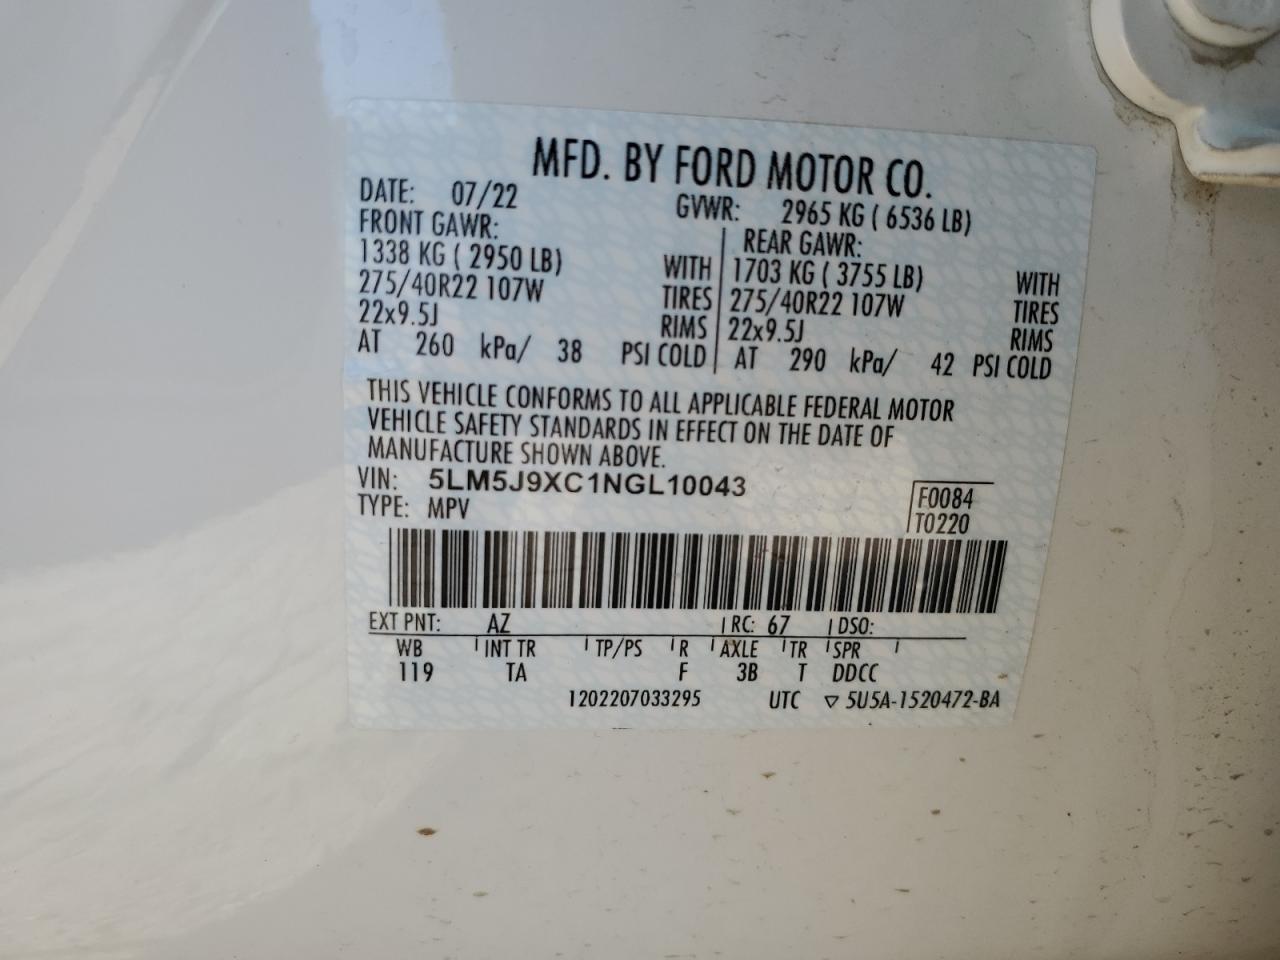 MFD. BY FORD MOTOR CO.
DATE: 07/22 GVWR: 2965 KG ( 6536 LB)
FRONT GAWR: REAR GAWR:
1338 KG ( 2950 LB) WITH 1703 KG ( 3755 LB) WITH
275/40R22 107W TIRES 275/40R22 107W TIRES
22x9.5J RIMS 22x9.5J RIMS
AT 260 kPa/ 38 PSI COLD AT 290 kPa/ 42 PSI COLD
THIS VEHICLE CONFORMS TO ALL APPLICABLE FEDERAL MOTOR
VEHICLE SAFETY STANDARDS IN EFFECT ON THE DATE OF
MANUFACTURE SHOWN ABOVE.
VIN: 5LM5J9XC1NGL10043
F0084
TYPE: MPV
T0220
EXT PNT: AZ RC: 67 DSO:
WB INT TR TP/PS R AXLE TR SPR
119 TA F 3B T DDCC
1202207033295 UTC ▽ 5U5A-1520472-BA